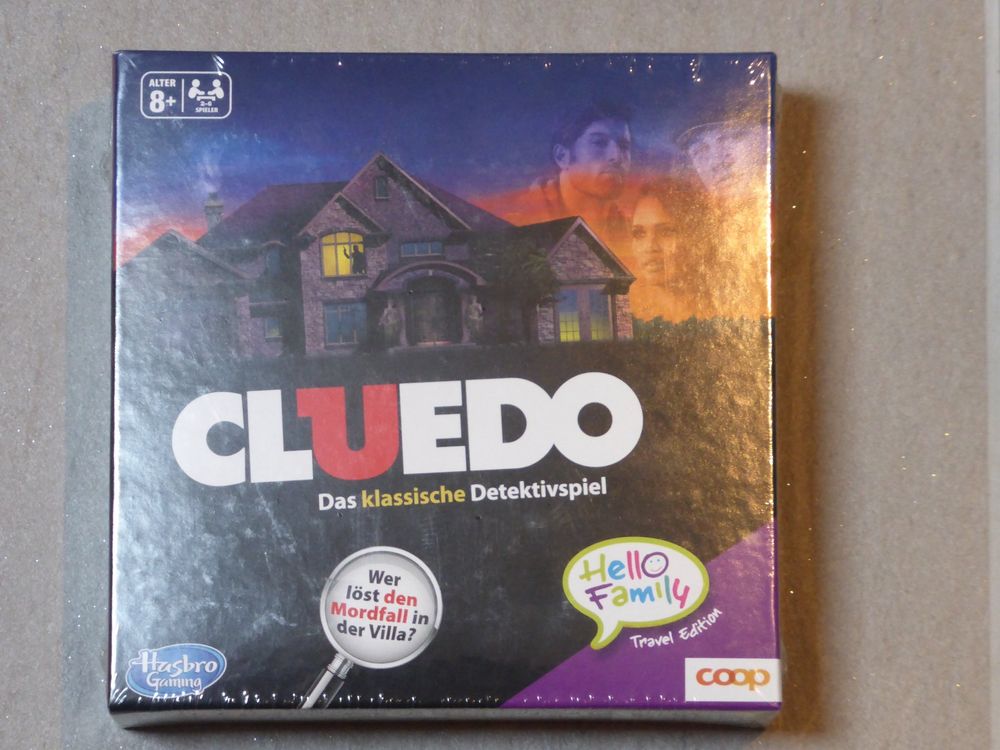 ALTER
8+
2-6
SPIELER
CLUEDO
Das klassische Detektivspiel
Wer
löst den
Mordfall in
der Villa?
Hello
Family
Travel Edition
Hasbro
Gaming
coop